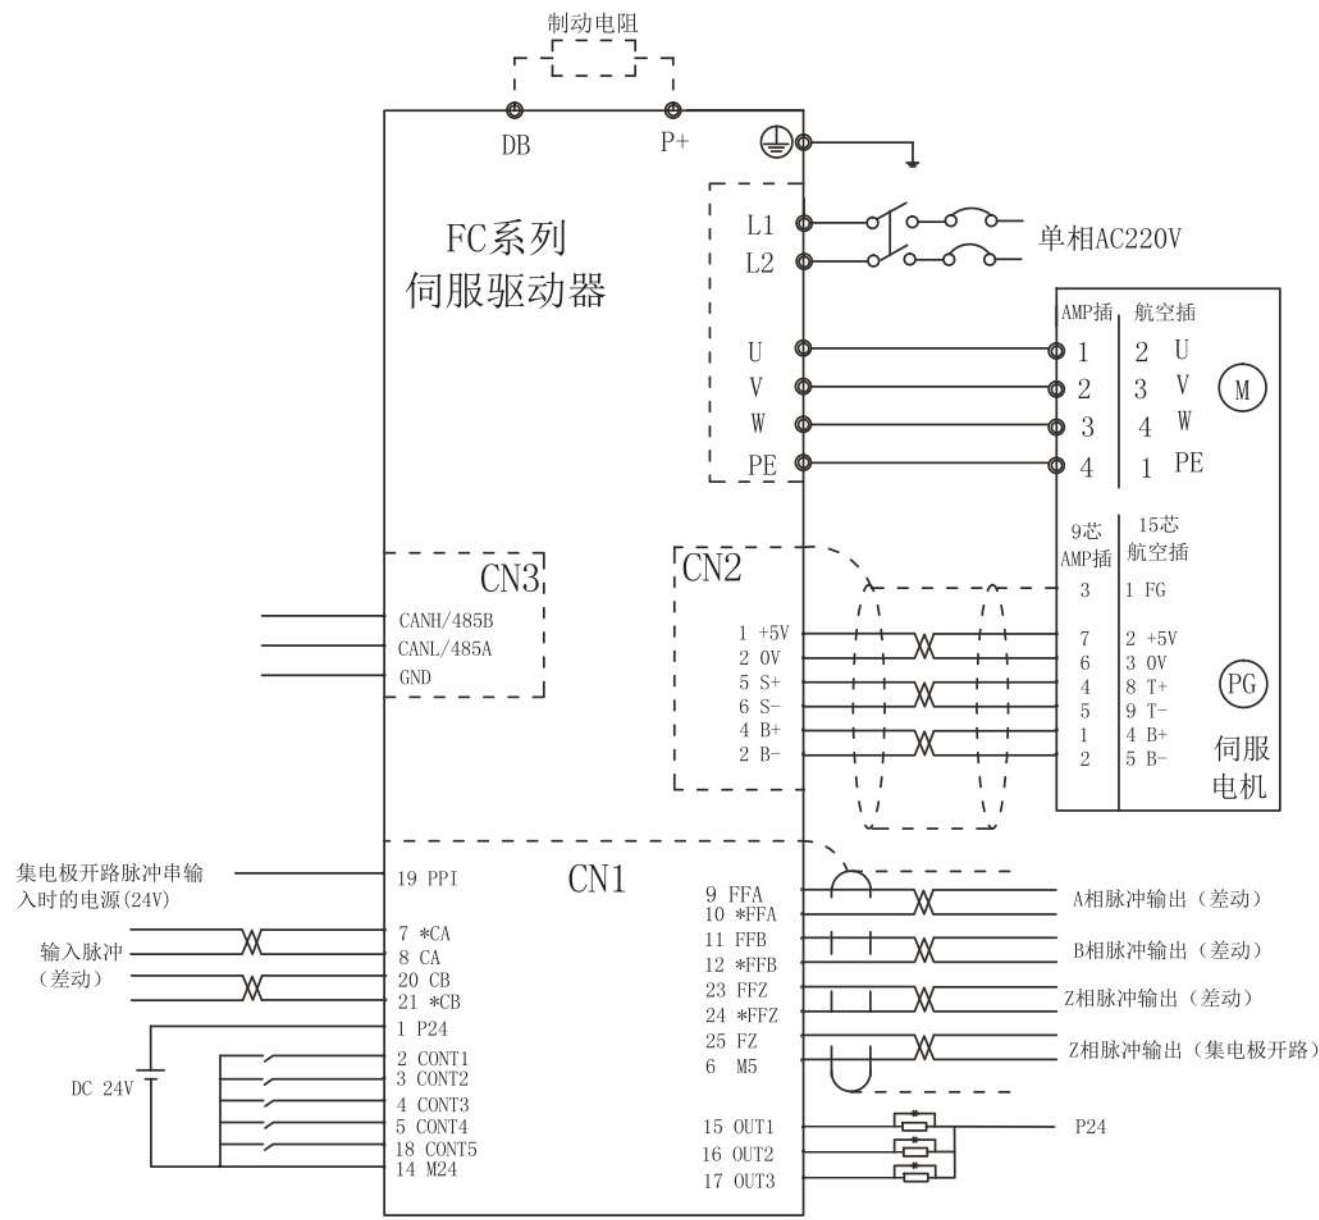 制动电阻
DB
P+
FC系列
伺服驱动器
L1
L2
单相AC220V
U
V
W
PE
AMP插 航空插
1 2 U
2 3 V
3 4 W
4 1 PE
M
9芯 15芯
AMP插 航空插
3 1 FG
7 2 +5V
6 3 0V
4 8 T+
5 9 T-
1 4 B+
2 5 B-
PG
伺服
电机
CN3
CANH/485B
CANL/485A
GND
CN2
1 +5V
2 0V
5 S+
6 S-
4 B+
2 B-
CN1
集电极开路脉冲串输
入时的电源(24V)
19 PPI
输入脉冲
（差动）
7 *CA
8 CA
20 CB
21 *CB
1 P24
DC 24V
2 CONT1
3 CONT2
4 CONT3
5 CONT4
18 CONT5
14 M24
9 FFA
10 *FFA
A相脉冲输出（差动）
11 FFB
12 *FFB
B相脉冲输出（差动）
23 FFZ
24 *FFZ
Z相脉冲输出（差动）
25 FZ
6 M5
Z相脉冲输出（集电极开路）
15 OUT1
16 OUT2
17 OUT3
P24